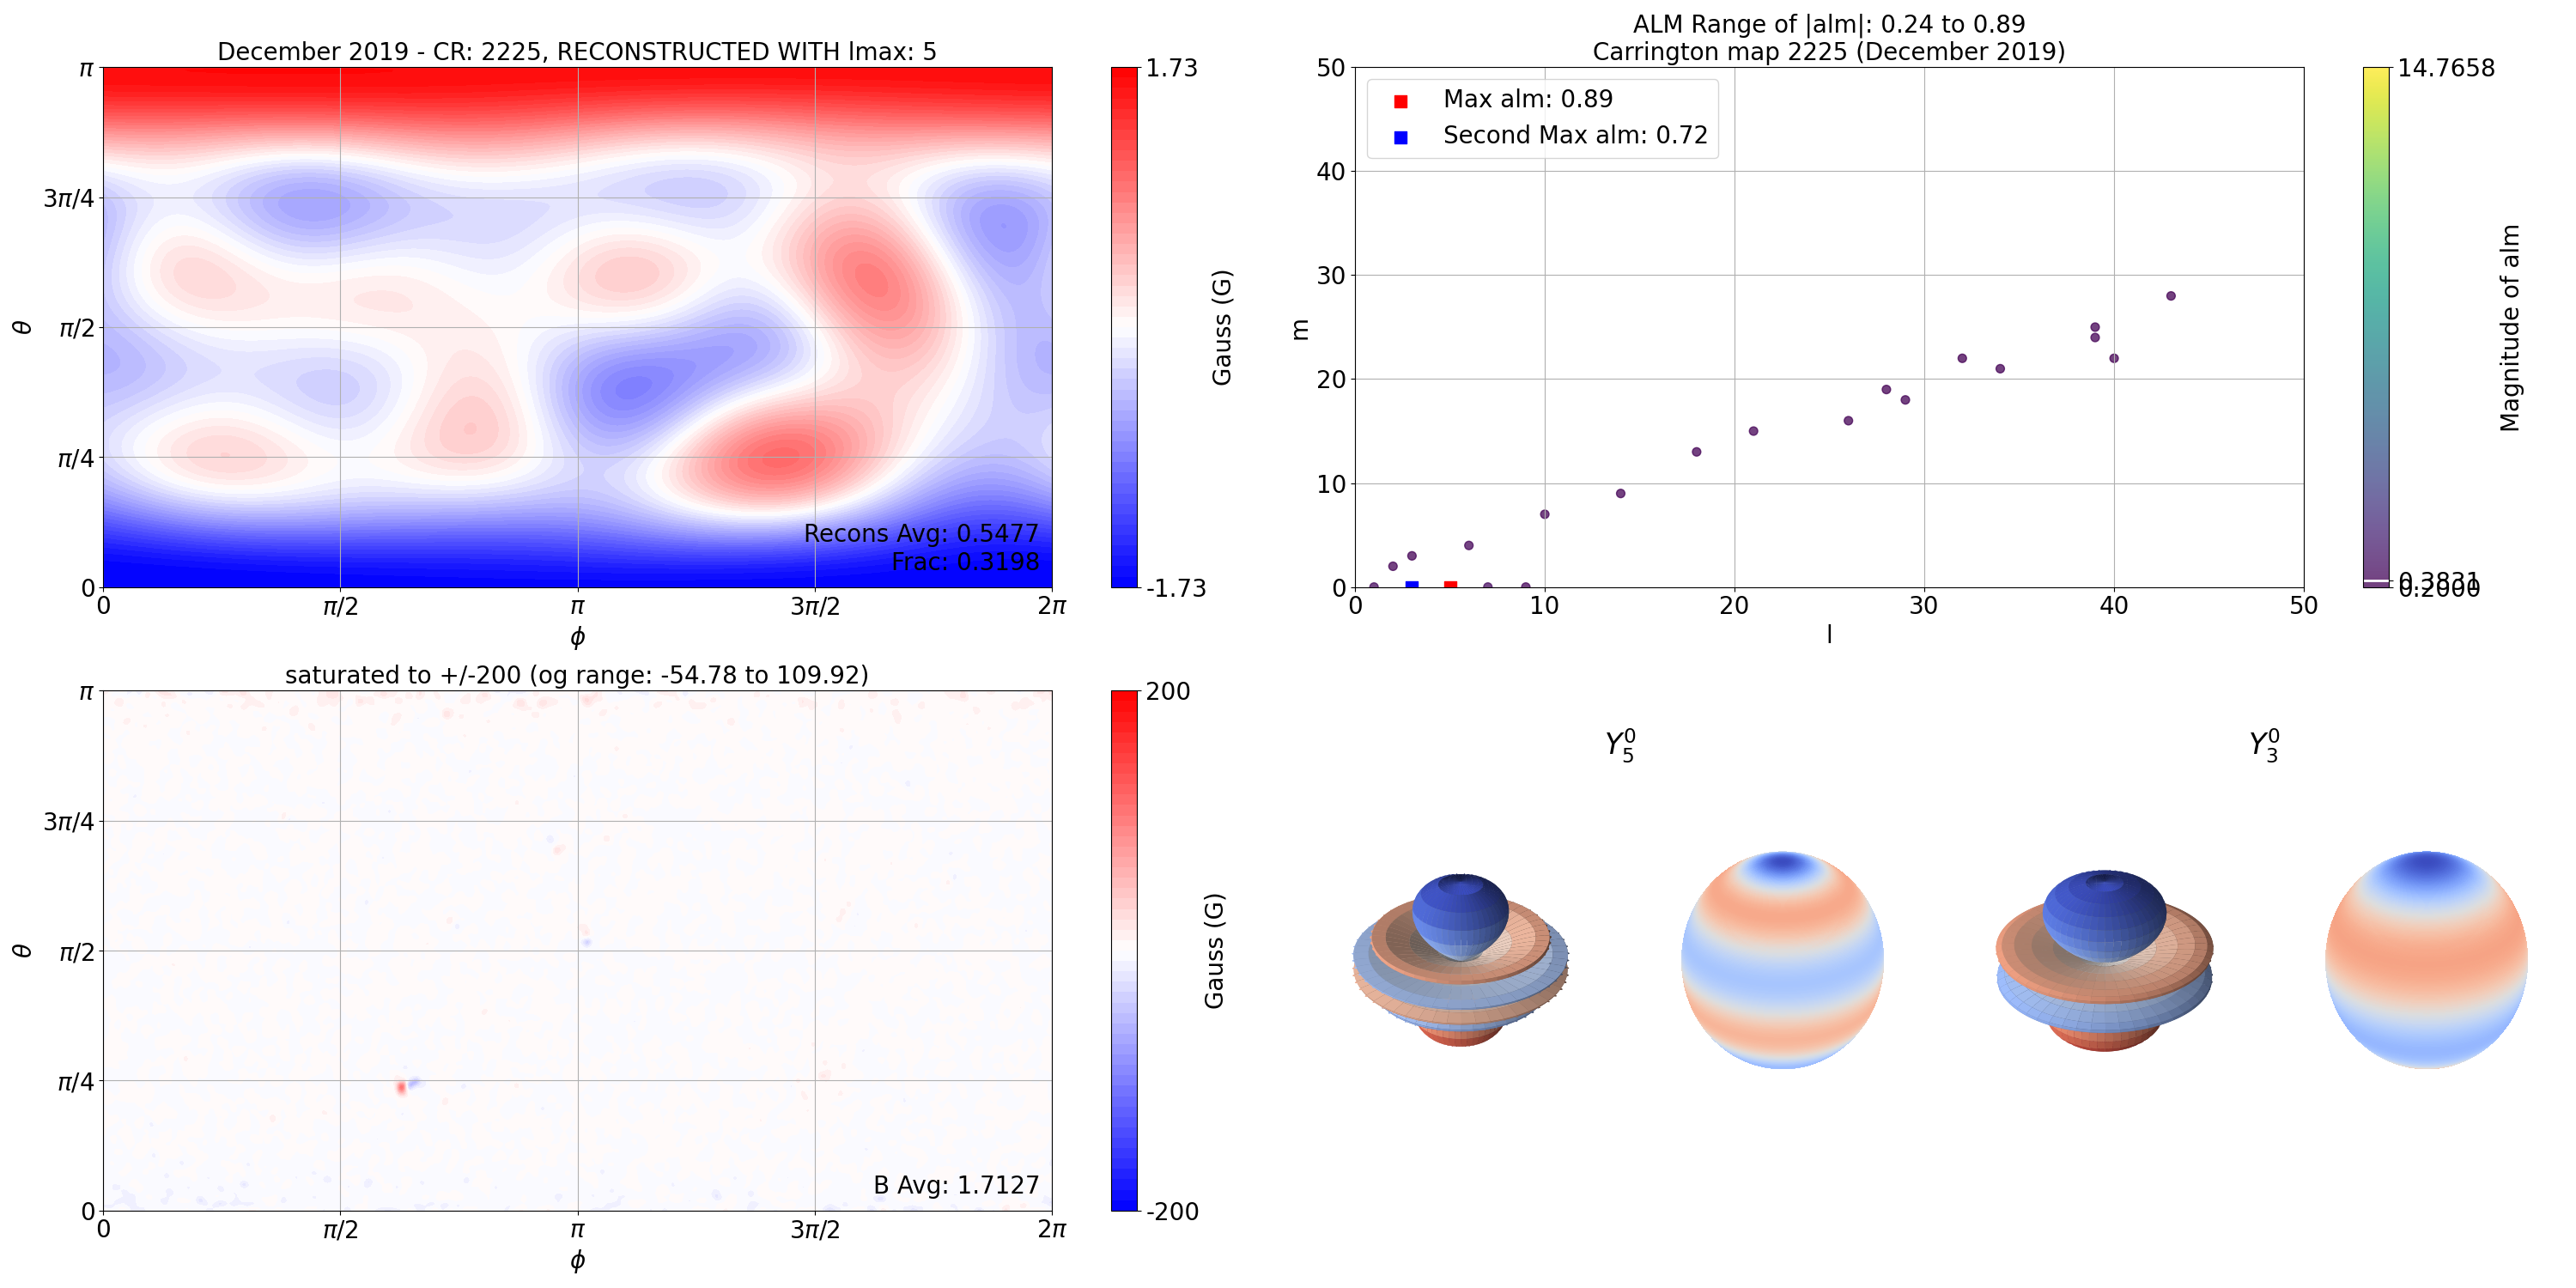 December 2019 - CR: 2225, RECONSTRUCTED WITH lmax: 5
π
3π/4
π/2
π/4
0
θ
0
π/2
π
3π/2
2π
ϕ
Recons Avg: 0.5477
Frac: 0.3198
1.73
-1.73
Gauss (G)
ALM Range of |alm|: 0.24 to 0.89
Carrington map 2225 (December 2019)
50
40
30
20
10
0
m
Max alm: 0.89
Second Max alm: 0.72
0
10
20
30
40
50
l
14.7658
0.3831
0.2000
Magnitude of alm
saturated to +/-200 (og range: -54.78 to 109.92)
π
3π/4
π/2
π/4
0
θ
0
π/2
π
3π/2
2π
ϕ
B Avg: 1.7127
200
-200
Gauss (G)
Y₅⁰
Y₃⁰